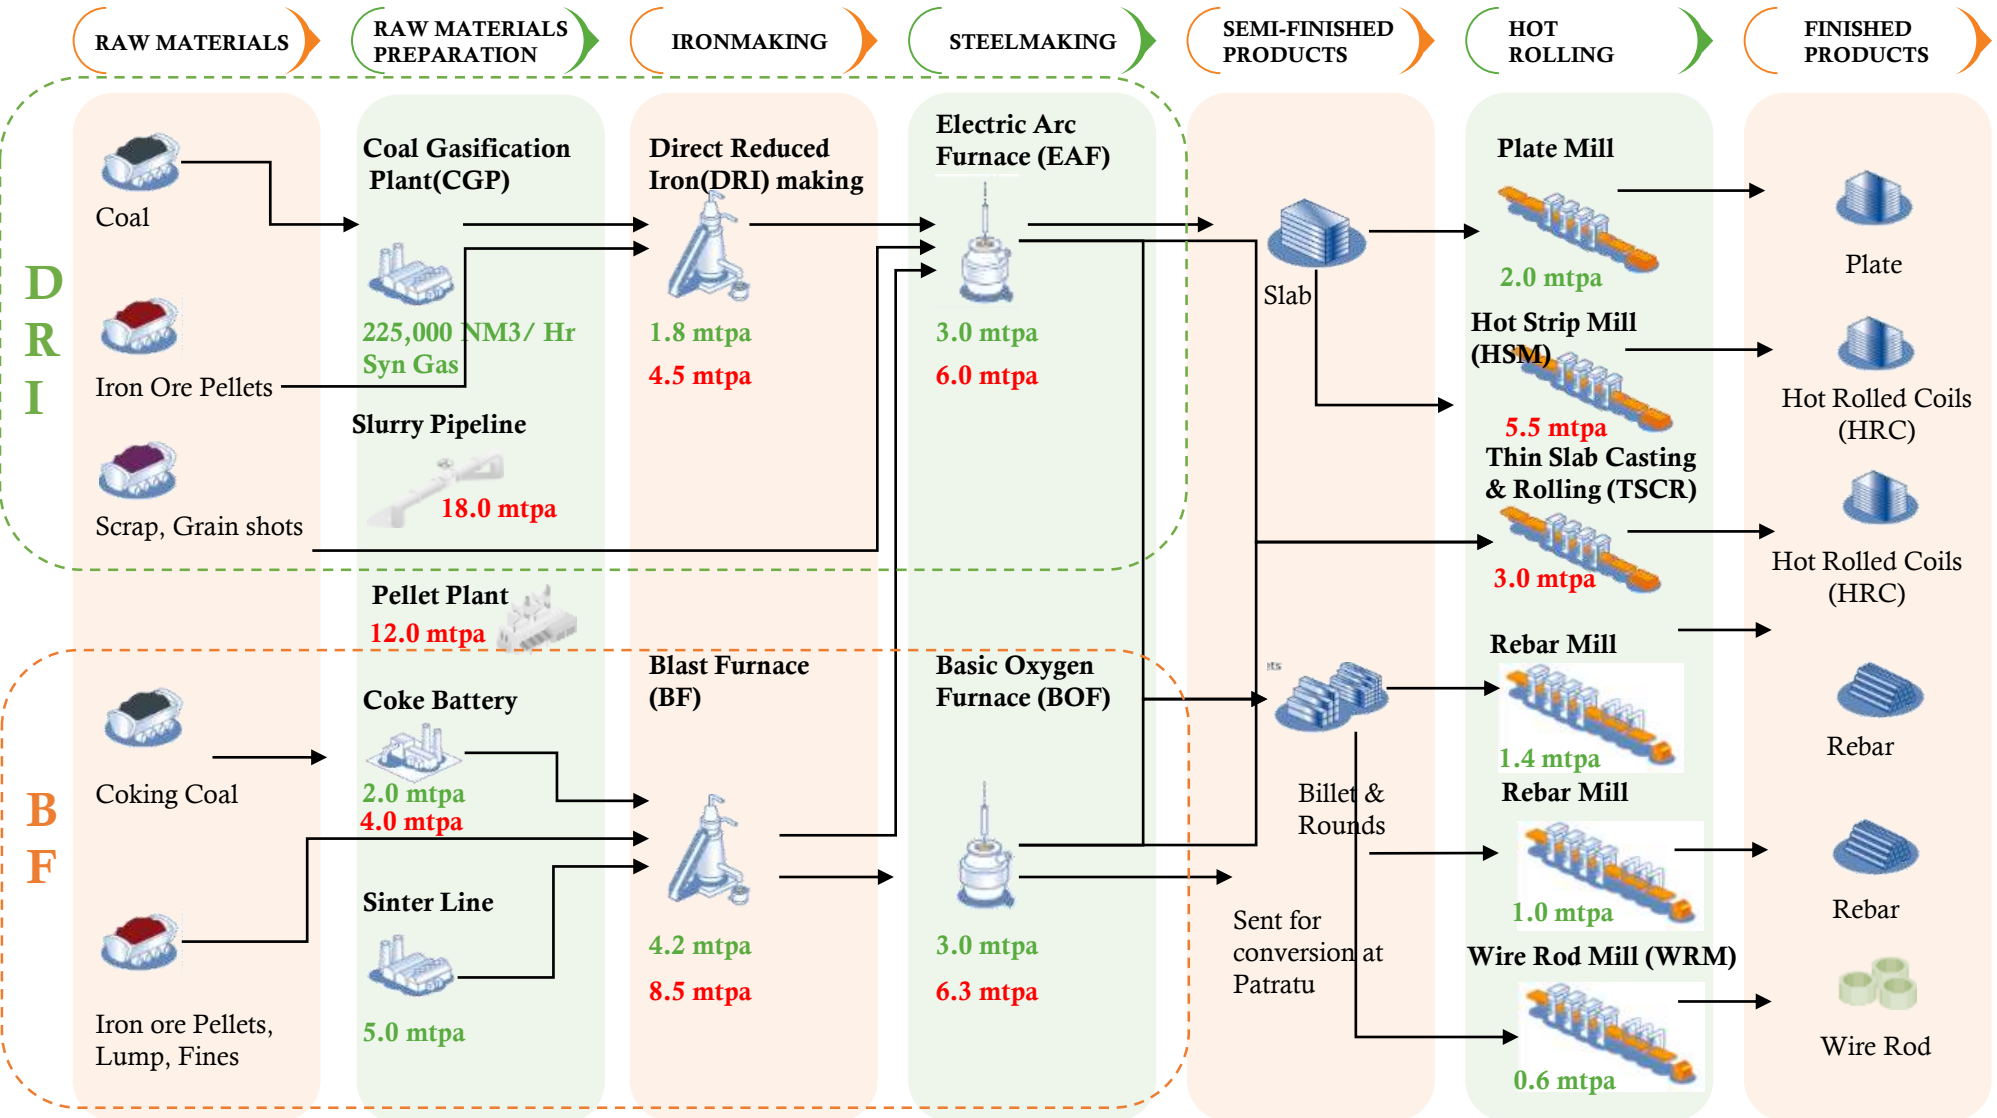 RAW MATERIALS
RAW MATERIALS
PREPARATION
IRONMAKING
STEELMAKING
SEMI-FINISHED
PRODUCTS
HOT
ROLLING
FINISHED
PRODUCTS
D
R
I
Coal
Iron Ore Pellets
Scrap, Grain shots
Coal Gasification
Plant(CGP)
225,000 NM3/ Hr
Syn Gas
Slurry Pipeline
18.0 mtpa
Pellet Plant
12.0 mtpa
Direct Reduced
Iron(DRI) making
1.8 mtpa
4.5 mtpa
Electric Arc
Furnace (EAF)
3.0 mtpa
6.0 mtpa
B
F
Coking Coal
Iron ore Pellets,
Lump, Fines
Coke Battery
2.0 mtpa
4.0 mtpa
Sinter Line
5.0 mtpa
Blast Furnace
(BF)
4.2 mtpa
8.5 mtpa
Basic Oxygen
Furnace (BOF)
3.0 mtpa
6.3 mtpa
Slab
Billet &
Rounds
Sent for
conversion at
Patratu
Plate Mill
2.0 mtpa
Hot Strip Mill
(HSM)
5.5 mtpa
Thin Slab Casting
& Rolling (TSCR)
3.0 mtpa
Rebar Mill
1.4 mtpa
Rebar Mill
1.0 mtpa
Wire Rod Mill (WRM)
0.6 mtpa
Plate
Hot Rolled Coils
(HRC)
Hot Rolled Coils
(HRC)
Rebar
Rebar
Wire Rod